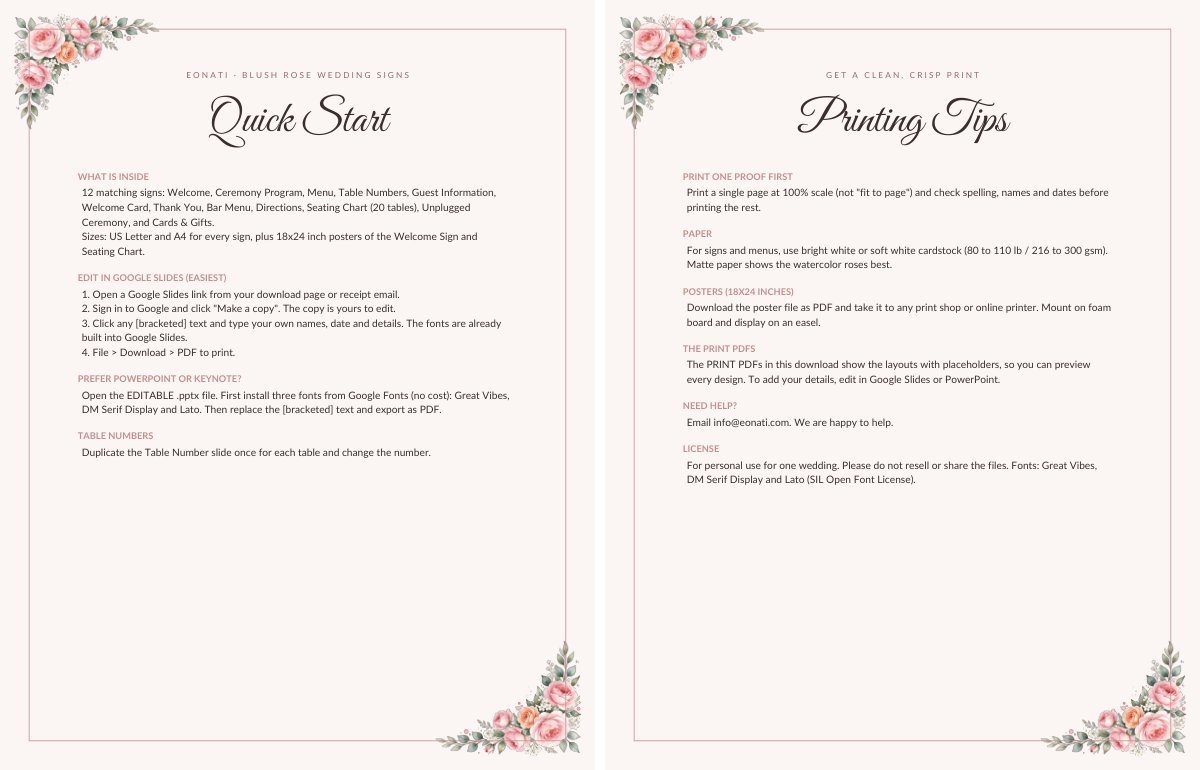 EONATI · BLUSH ROSE WEDDING SIGNS
Quick Start
WHAT IS INSIDE
12 matching signs: Welcome, Ceremony Program, Menu, Table Numbers, Guest Information,
Welcome Card, Thank You, Bar Menu, Directions, Seating Chart (20 tables), Unplugged
Ceremony, and Cards & Gifts.
Sizes: US Letter and A4 for every sign, plus 18x24 inch posters of the Welcome Sign and
Seating Chart.
EDIT IN GOOGLE SLIDES (EASIEST)
1. Open a Google Slides link from your download page or receipt email.
2. Sign in to Google and click "Make a copy". The copy is yours to edit.
3. Click any [bracketed] text and type your own names, date and details. The fonts are already
built into Google Slides.
4. File > Download > PDF to print.
PREFER POWERPOINT OR KEYNOTE?
Open the EDITABLE .pptx file. First install three fonts from Google Fonts (no cost): Great Vibes,
DM Serif Display and Lato. Then replace the [bracketed] text and export as PDF.
TABLE NUMBERS
Duplicate the Table Number slide once for each table and change the number.
GET A CLEAN, CRISP PRINT
Printing Tips
PRINT ONE PROOF FIRST
Print a single page at 100% scale (not "fit to page") and check spelling, names and dates before
printing the rest.
PAPER
For signs and menus, use bright white or soft white cardstock (80 to 110 lb / 216 to 300 gsm).
Matte paper shows the watercolor roses best.
POSTERS (18X24 INCHES)
Download the poster file as PDF and take it to any print shop or online printer. Mount on foam
board and display on an easel.
THE PRINT PDFS
The PRINT PDFs in this download show the layouts with placeholders, so you can preview
every design. To add your details, edit in Google Slides or PowerPoint.
NEED HELP?
Email info@eonati.com. We are happy to help.
LICENSE
For personal use for one wedding. Please do not resell or share the files. Fonts: Great Vibes,
DM Serif Display and Lato (SIL Open Font License).